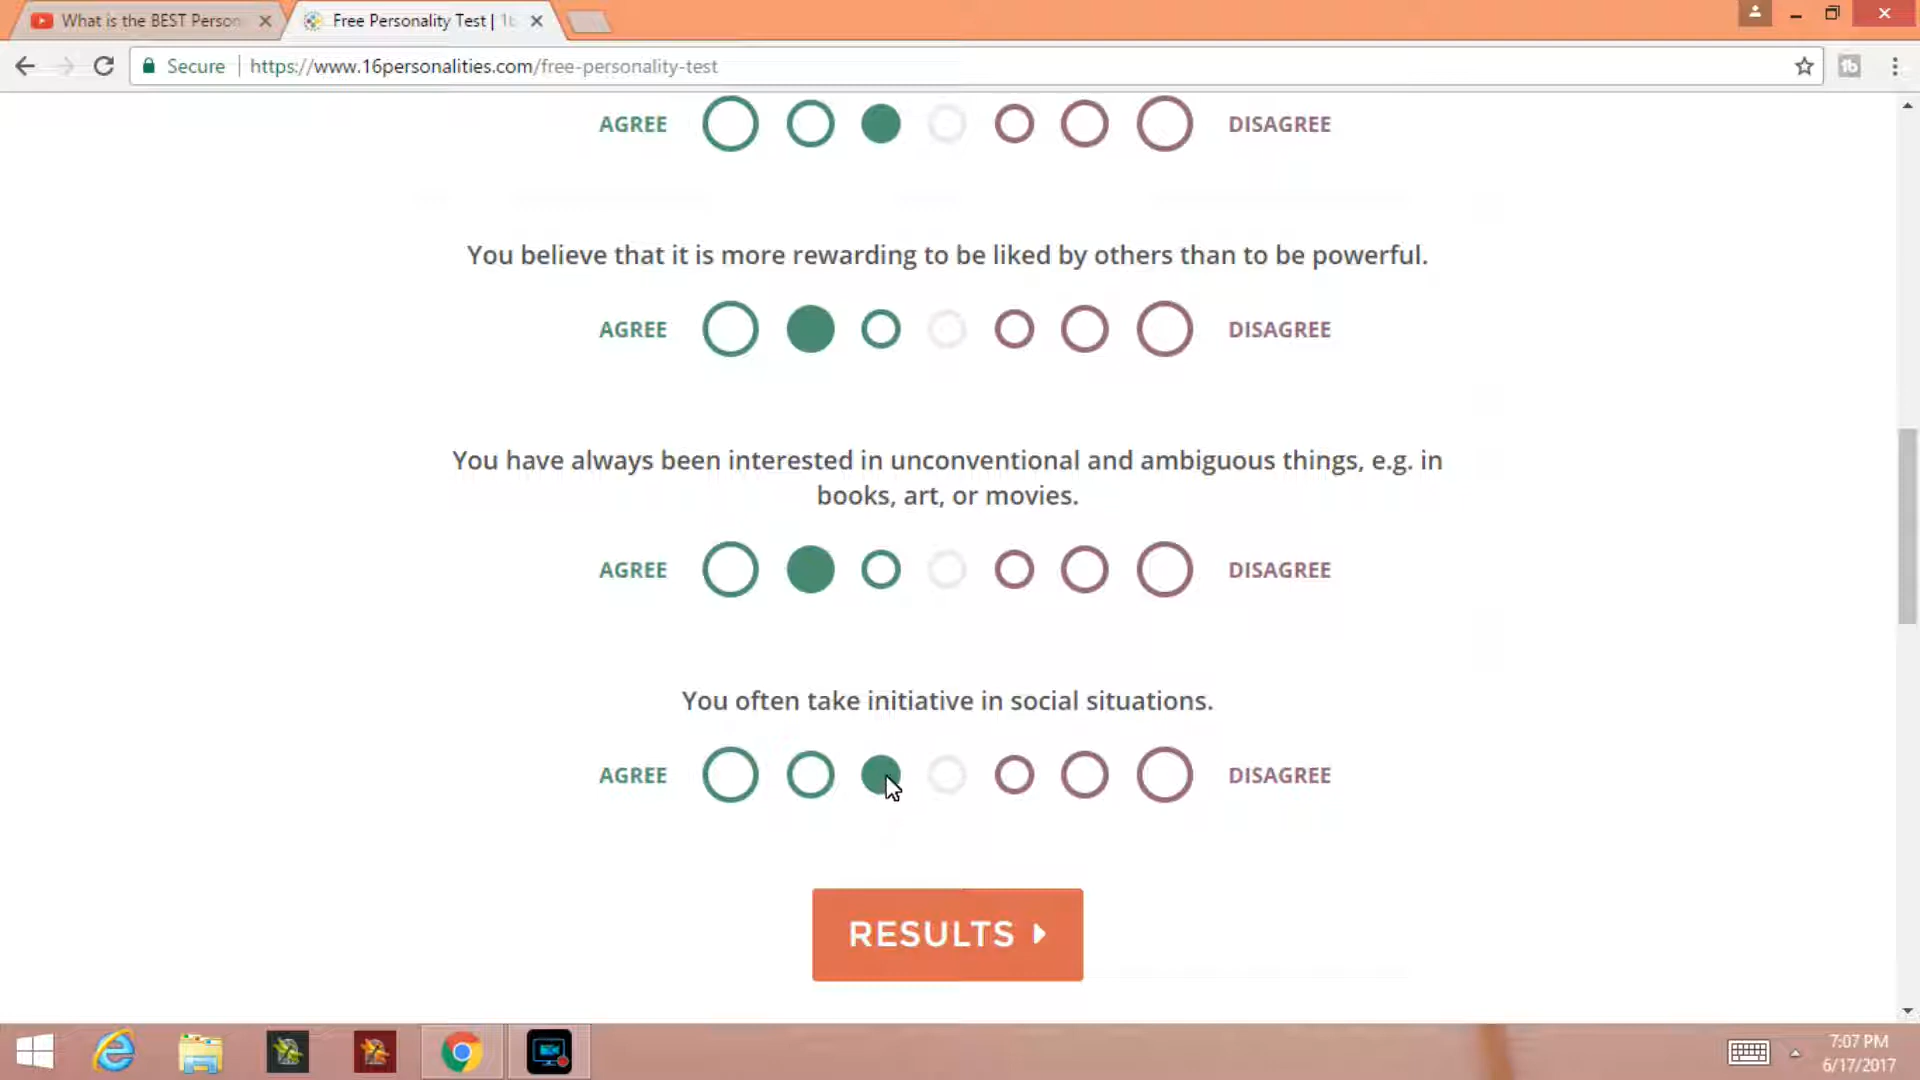 What is the BEST Person
Free Personality Test | 16
Secure
https://www.16personalities.com/free-personality-test
AGREE DISAGREE
You believe that it is more rewarding to be liked by others than to be powerful.
AGREE DISAGREE
You have always been interested in unconventional and ambiguous things, e.g. in
books, art, or movies.
AGREE DISAGREE
You often take initiative in social situations.
AGREE DISAGREE
RESULTS
7:07 PM
6/17/2017